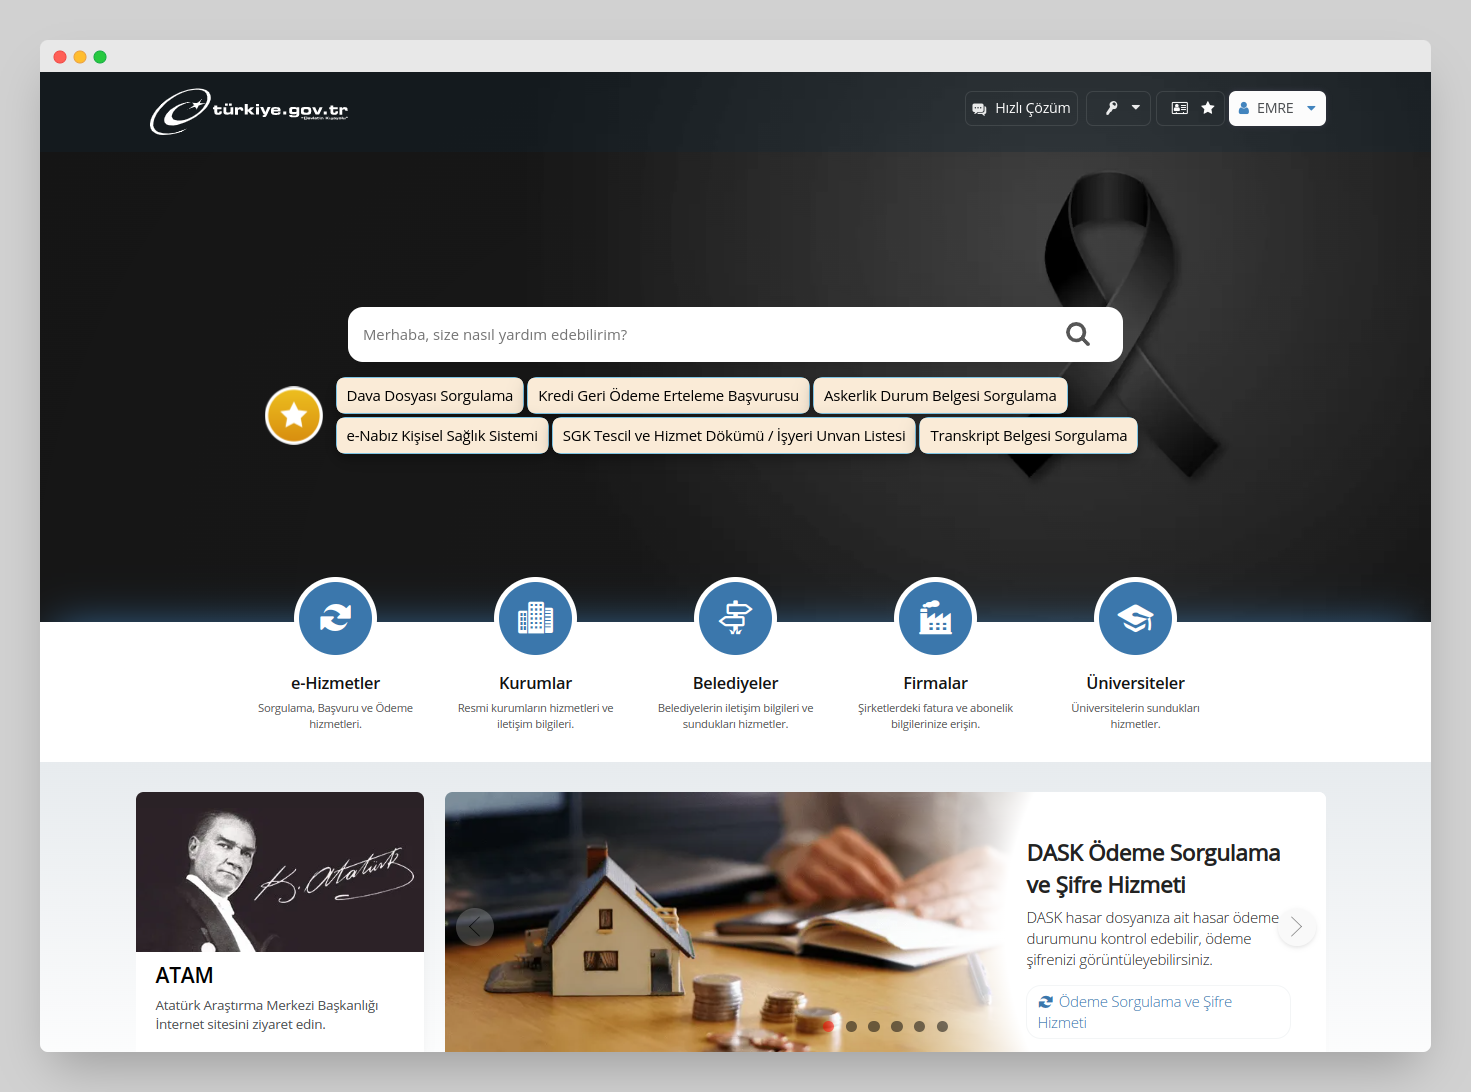 türkiye.gov.tr
Hızlı Çözüm
EMRE
Merhaba, size nasıl yardım edebilirim?
Dava Dosyası Sorgulama
Kredi Geri Ödeme Erteleme Başvurusu
Askerlik Durum Belgesi Sorgulama
e-Nabız Kişisel Sağlık Sistemi
SGK Tescil ve Hizmet Dökümü / İşyeri Unvan Listesi
Transkript Belgesi Sorgulama
e-Hizmetler
Sorgulama, Başvuru ve Ödeme
hizmetleri.
Kurumlar
Resmi kurumların hizmetleri ve
iletişim bilgileri.
Belediyeler
Belediyelerin iletişim bilgileri ve
sundukları hizmetler.
Firmalar
Şirketlerdeki fatura ve abonelik
bilgilerinize erişin.
Üniversiteler
Üniversitelerin sundukları
hizmetler.
K. Atatürk
ATAM
Atatürk Araştırma Merkezi Başkanlığı
İnternet sitesini ziyaret edin.
DASK Ödeme Sorgulama
ve Şifre Hizmeti
DASK hasar dosyanıza ait hasar ödeme
durumunu kontrol edebilir, ödeme
şifrenizi görüntüleyebilirsiniz.
Ödeme Sorgulama ve Şifre
Hizmeti